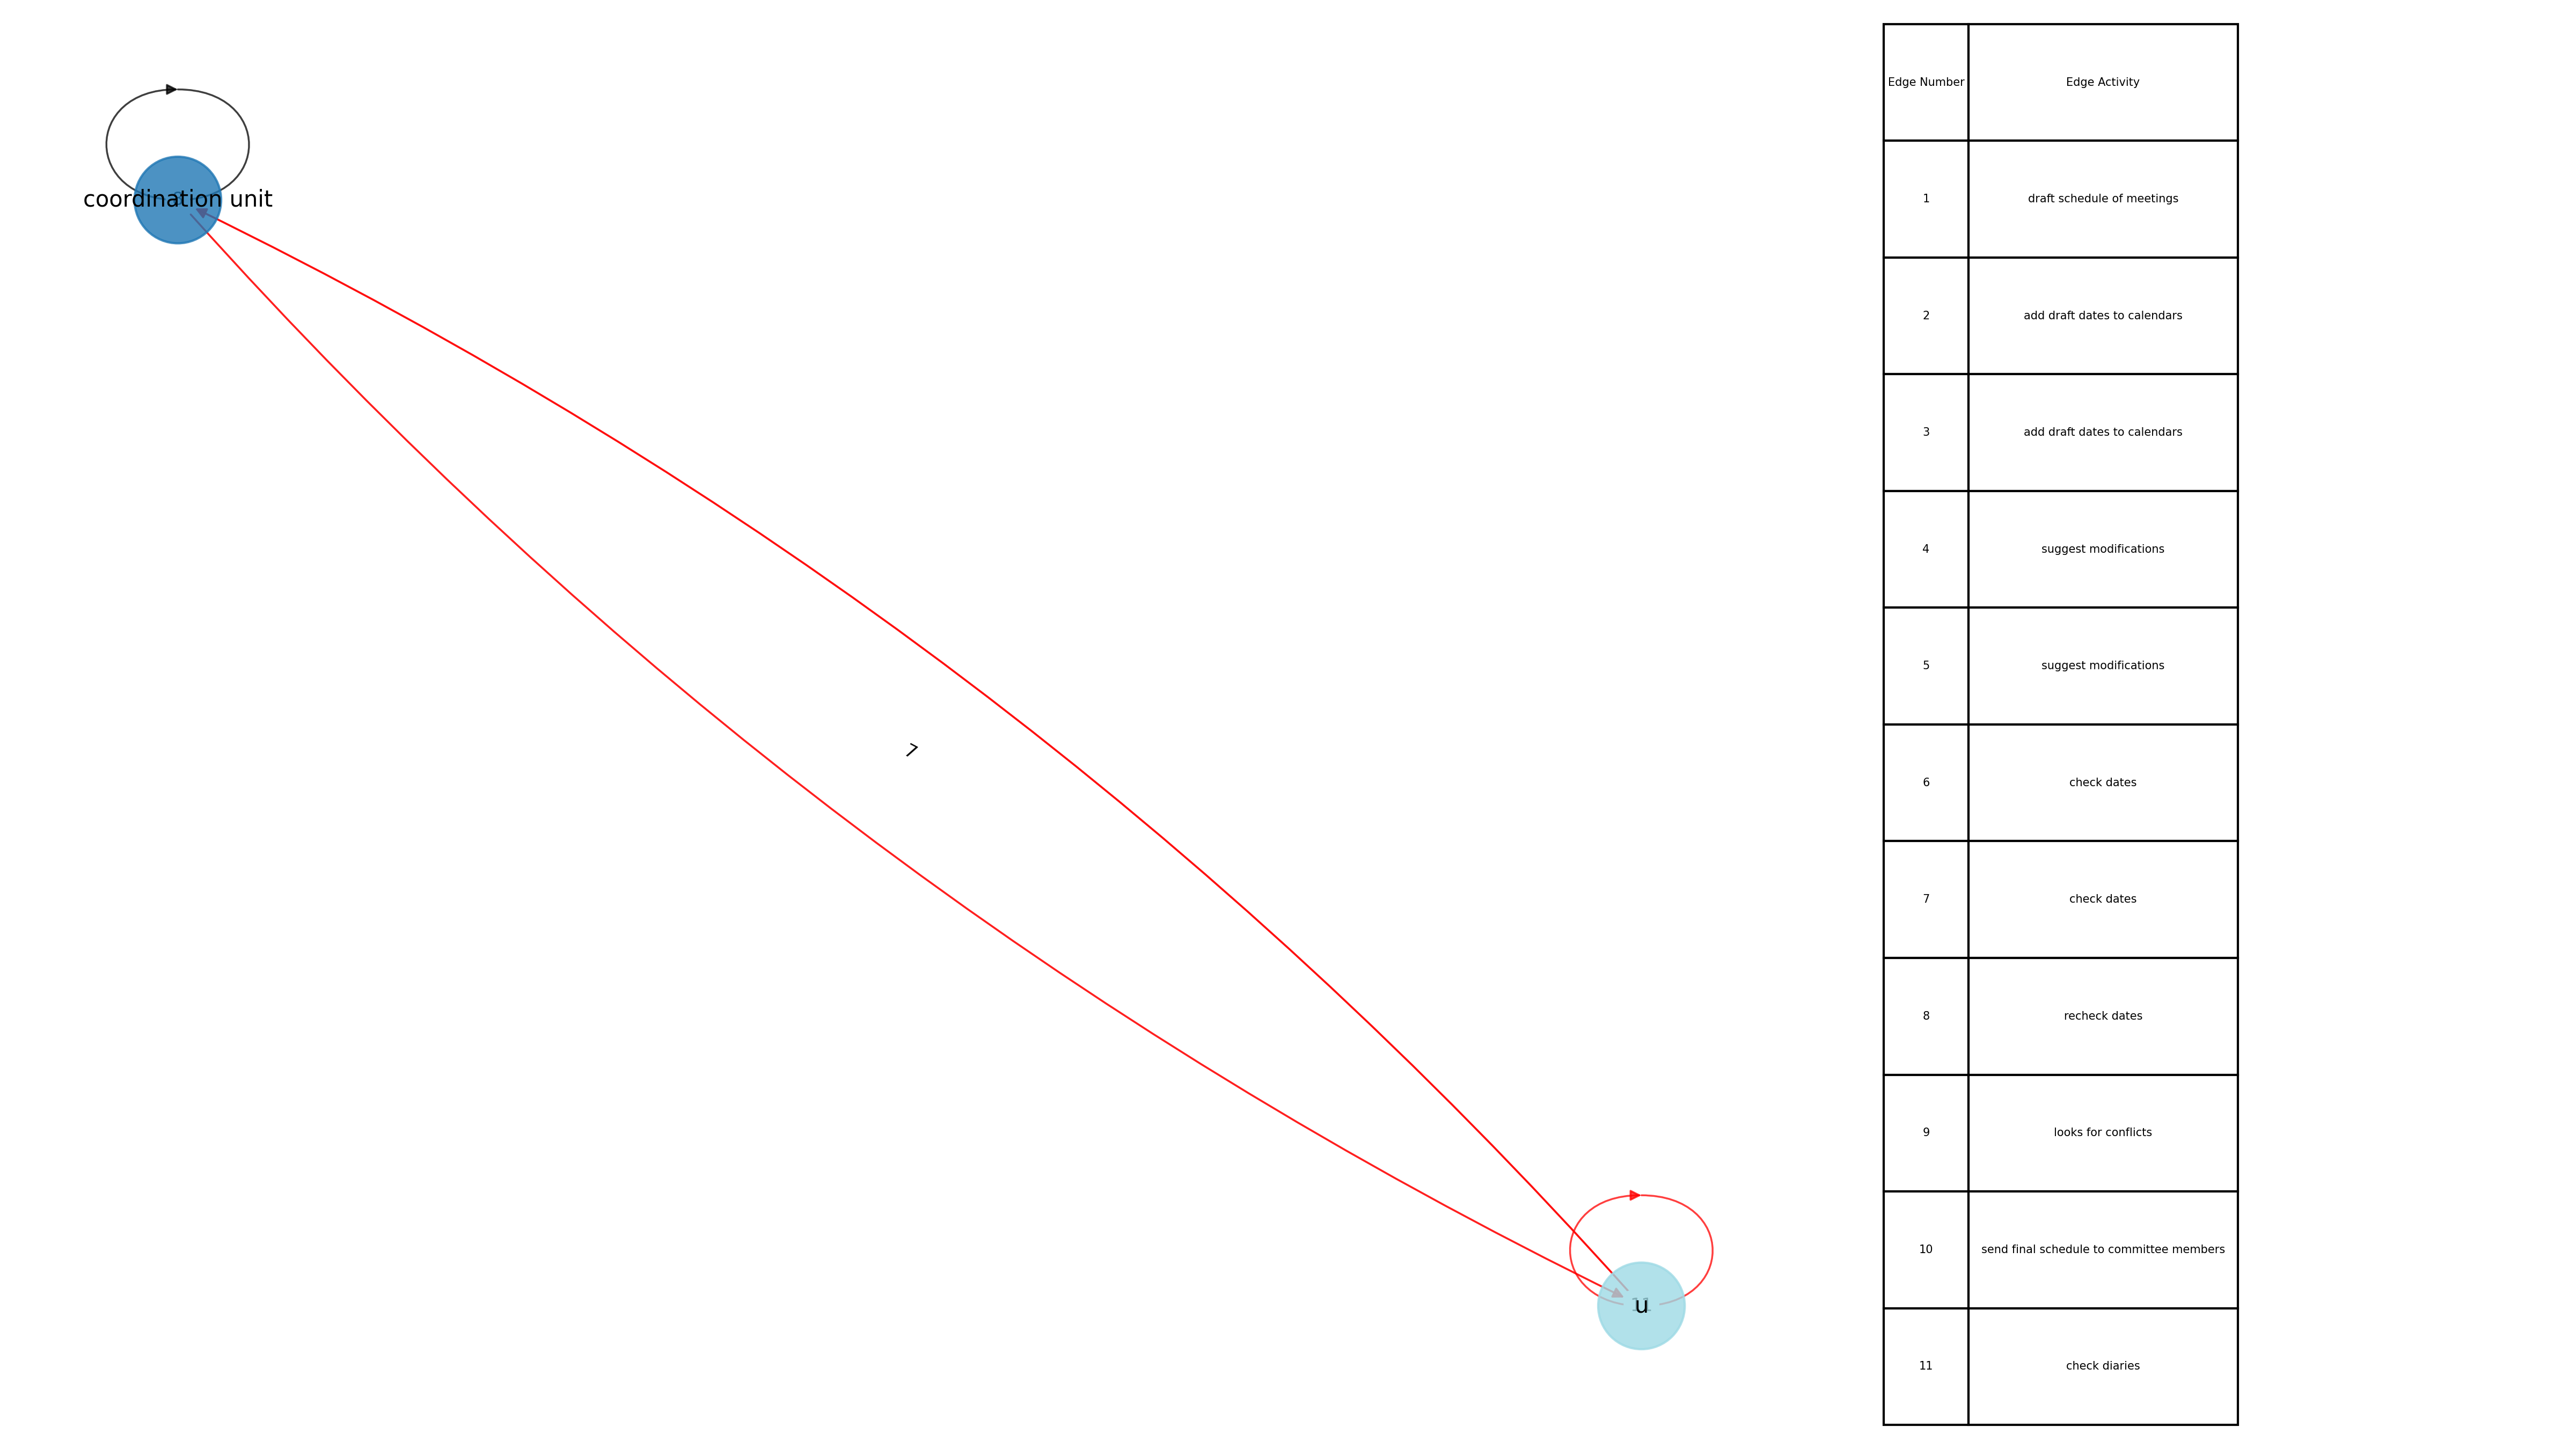 coordination unit
7
u
Edge Number Edge Activity
1 draft schedule of meetings
2 add draft dates to calendars
3 add draft dates to calendars
4 suggest modifications
5 suggest modifications
6 check dates
7 check dates
8 recheck dates
9 looks for conflicts
10 send final schedule to committee members
11 check diaries